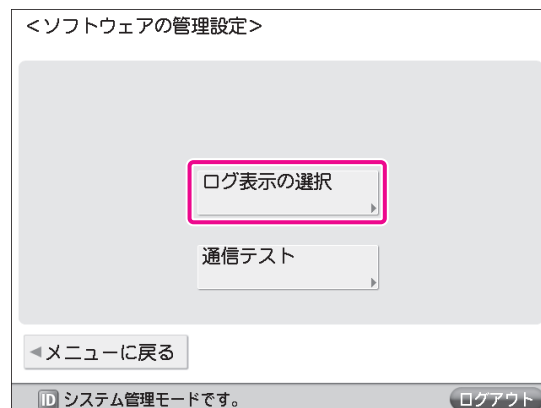 <ソフトウェアの管理設定>
ログ表示の選択
通信テスト
メニューに戻る
ID システム管理モードです。
ログアウト